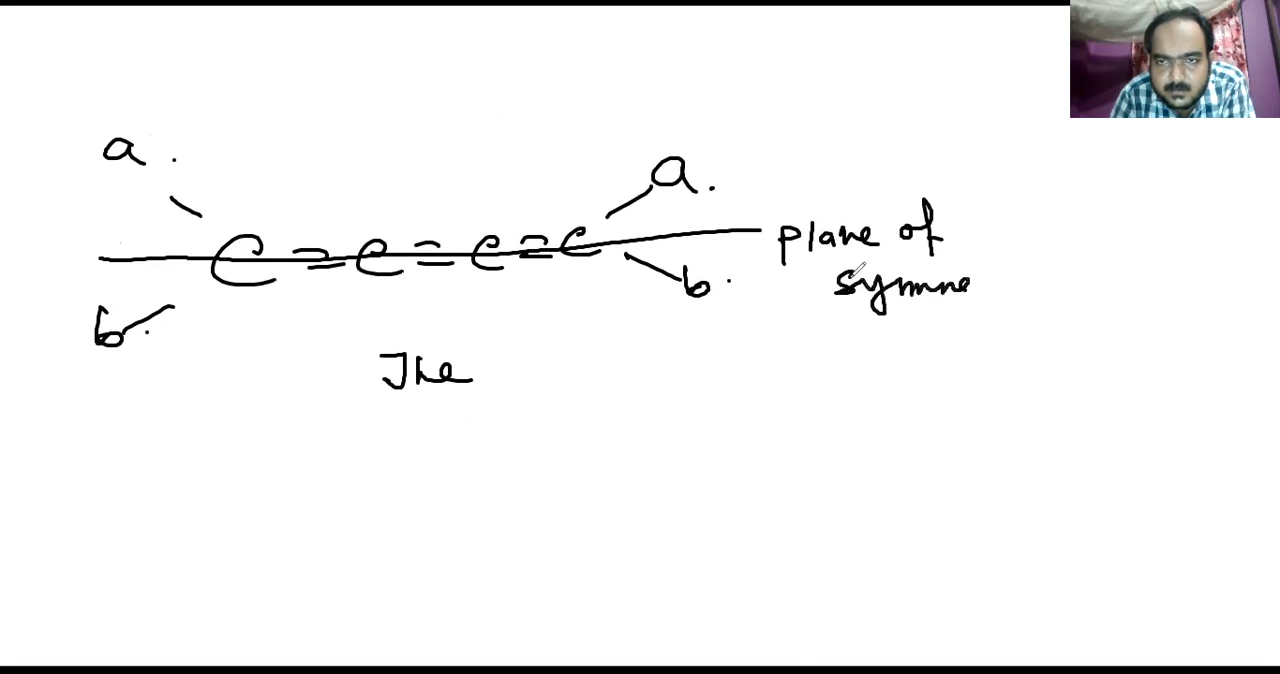 a . a .
C = C = C = C plane of
b . b . symme
The